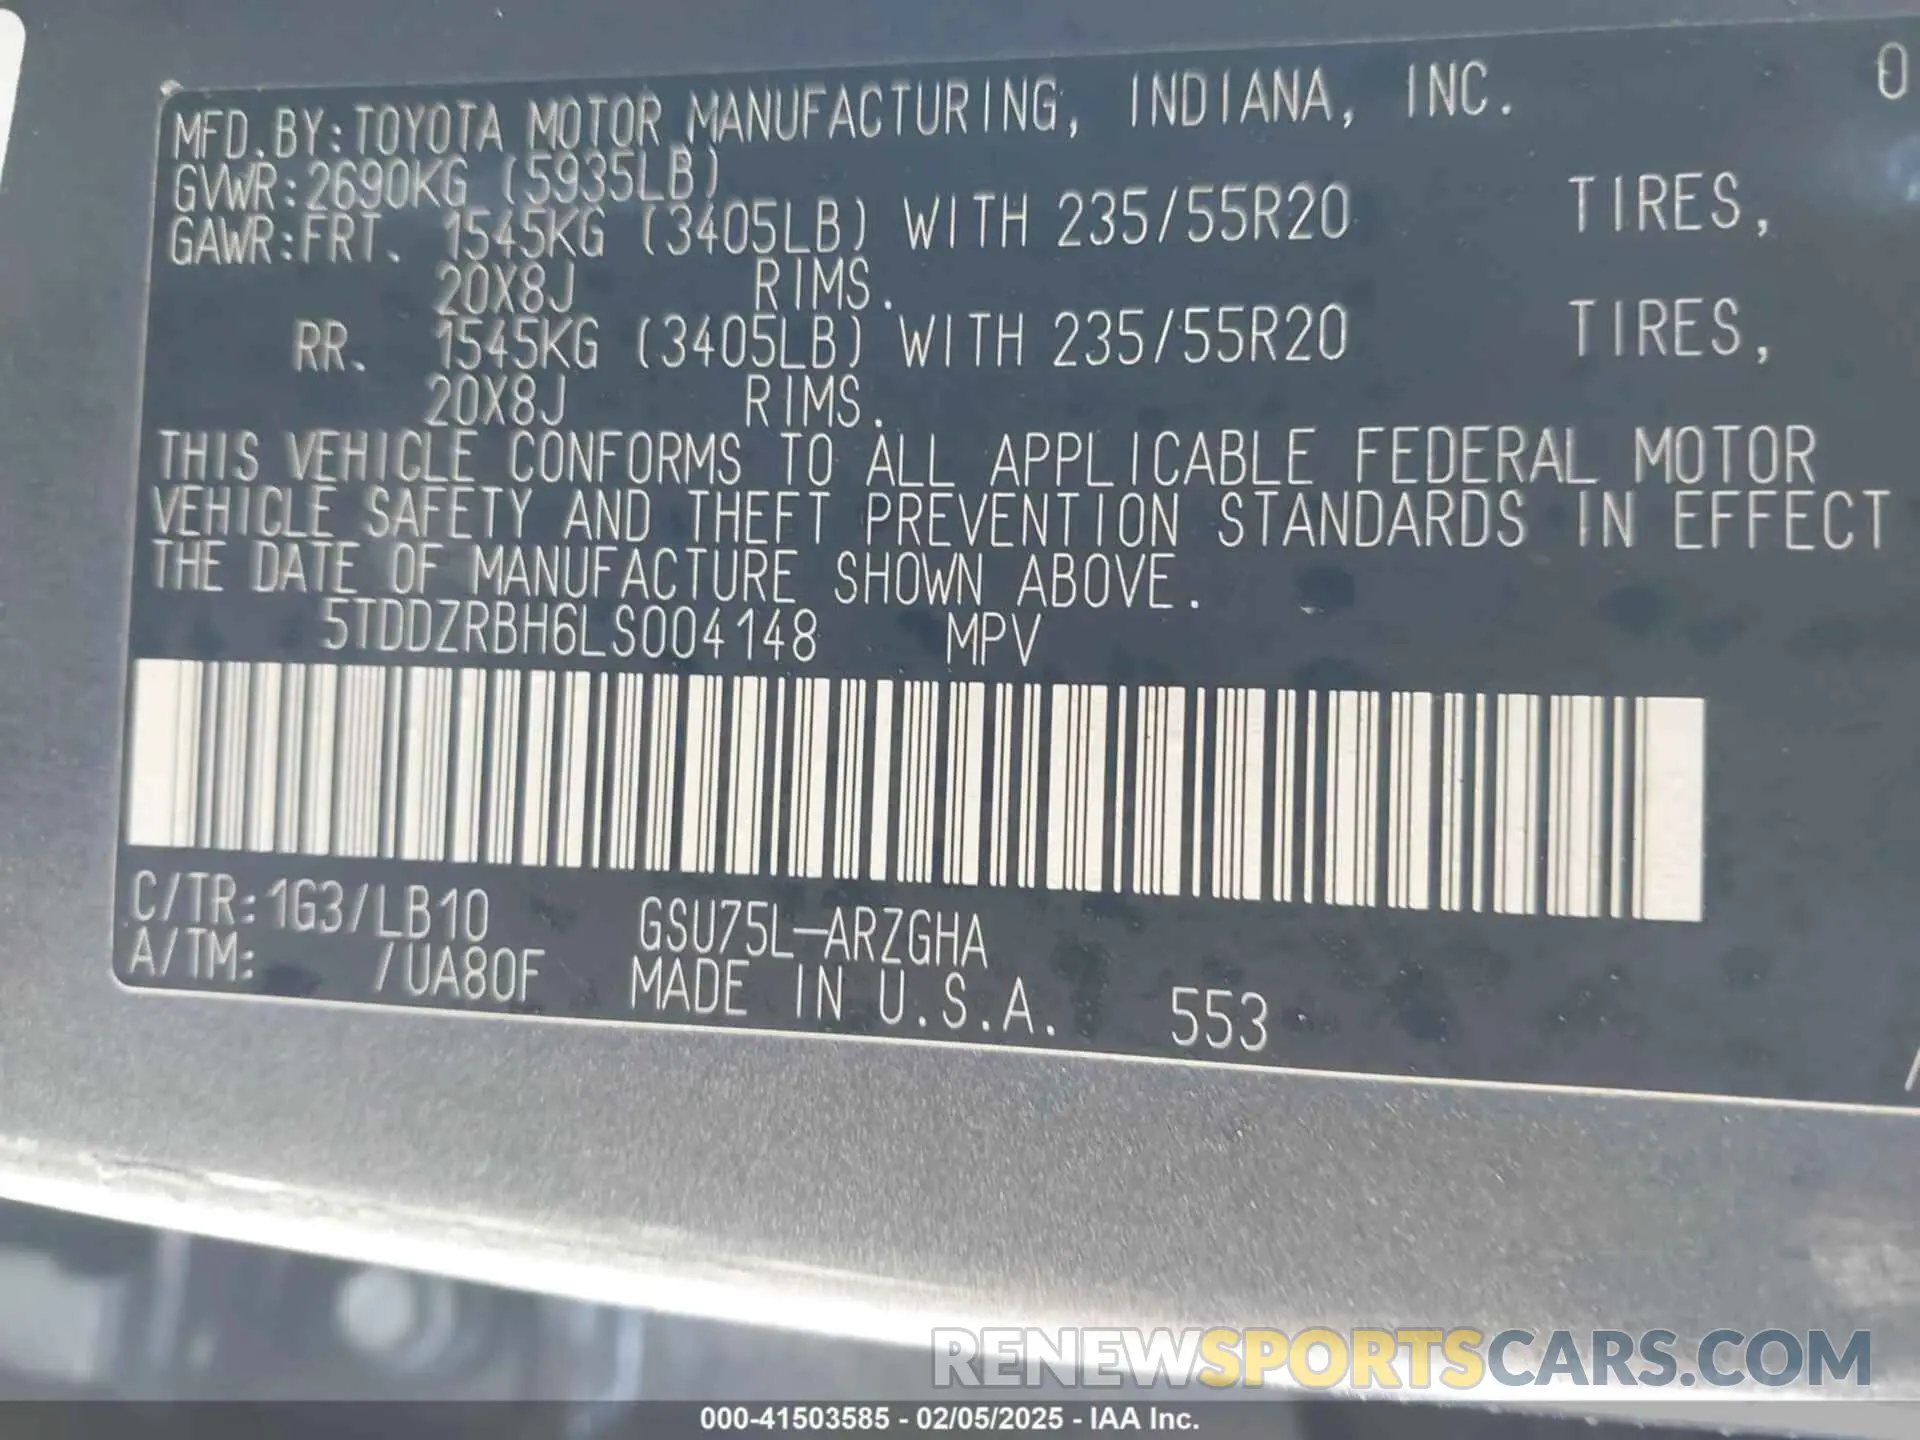 MFD.BY:TOYOTA MOTOR MANUFACTURING, INDIANA, INC. 0
GVWR:2690KG (5935LB)
GAWR:FRT. 1545KG (3405LB) WITH 235/55R20 TIRES,
20X8J RIMS.
RR. 1545KG (3405LB) WITH 235/55R20 TIRES,
20X8J RIMS.
THIS VEHICLE CONFORMS TO ALL APPLICABLE FEDERAL MOTOR
VEHICLE SAFETY AND THEFT PREVENTION STANDARDS IN EFFECT
THE DATE OF MANUFACTURE SHOWN ABOVE.
5TDDZRBH6LS004148 MPV
C/TR:1G3/LB10 GSU75L-ARZGHA
A/TM: /UA80F MADE IN U.S.A. 553
RENEWSPORTSCARS.COM
000-41503585 - 02/05/2025 - IAA Inc.